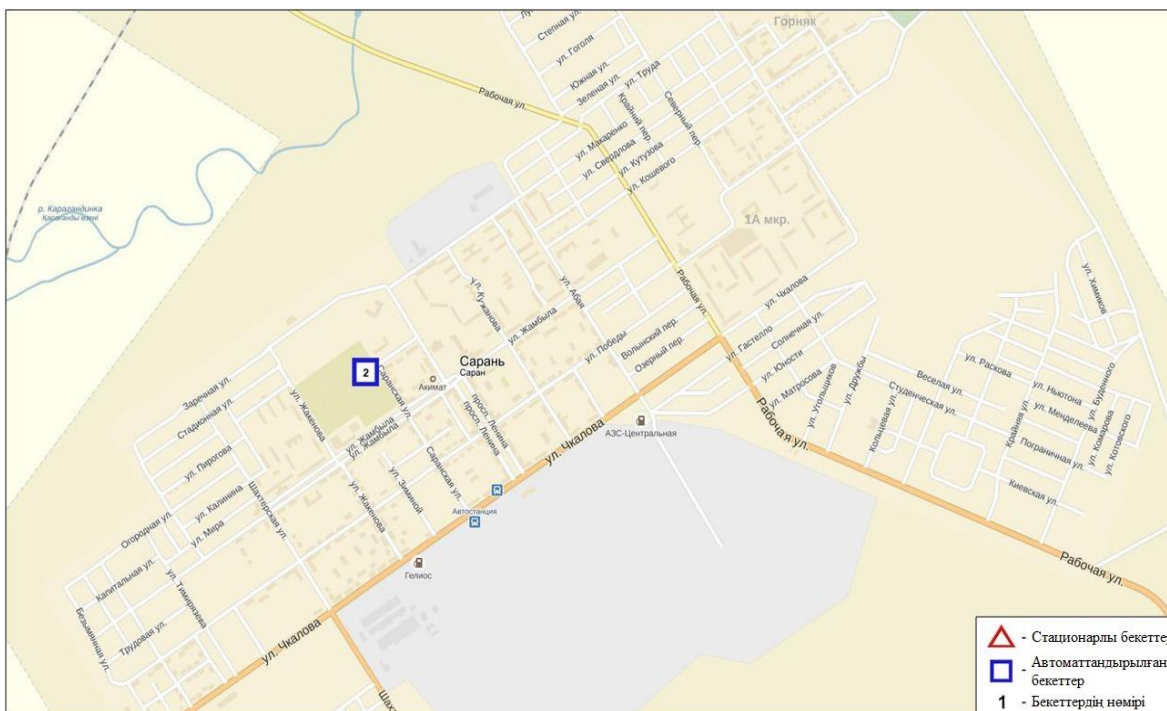 Горняк
Степная ул.
ул. Гоголя
Южная ул.
Зеленая ул.
ул. Труда
Рабочая ул.
Крайний пер.
Северный пер.
ул. Макаренко
ул. Свердлова
ул. Кутузова
ул. Кошевого
р. Карагандинка
Қарағанды өзені
1А мкр.
ул. Кужанова
ул. Абая
Рабочая ул.
ул. Чкалова
ул. Химиков
ул. Жамбыла
ул. Победы
Волынский пер.
Озерный пер.
ул. Гастелло
Солнечная ул.
ул. Юности
ул. Матросова
ул. Угольщиков
ул. Дружбы
Сарань
Саран
Акимат
2
Саранская ул.
Заречная ул.
Стадионная ул.
ул. Жакенова
ул. Жамбыла
ул. Жамбыла
просп. Ленина
просп. Ленина
ул. Раскова
Веселая ул.
Студенческая ул.
ул. Ньютона
ул. Буденного
ул. Менделеева
Крайняя ул.
Кольцевая ул.
ул. Комарова
ул. Котовского
Пограничная ул.
Киевская ул.
АЗС-Центральная
Рабочая ул.
ул. Чкалова
ул. Пирогова
ул. Калинина
ул. Мира
Огородная ул.
Шахтерская ул.
ул. Жакенова
ул. Зиминой
Саранская ул.
Автостанция
Гелиос
Капитальная ул.
ул. Тимирязева
Безымянная ул.
Трудовая ул.
ул. Чкалова
Рабочая ул.
Шах
- Стационарлы бекеттер
- Автоматтандырылған
бекеттер
1 - Бекеттердің нөмірі